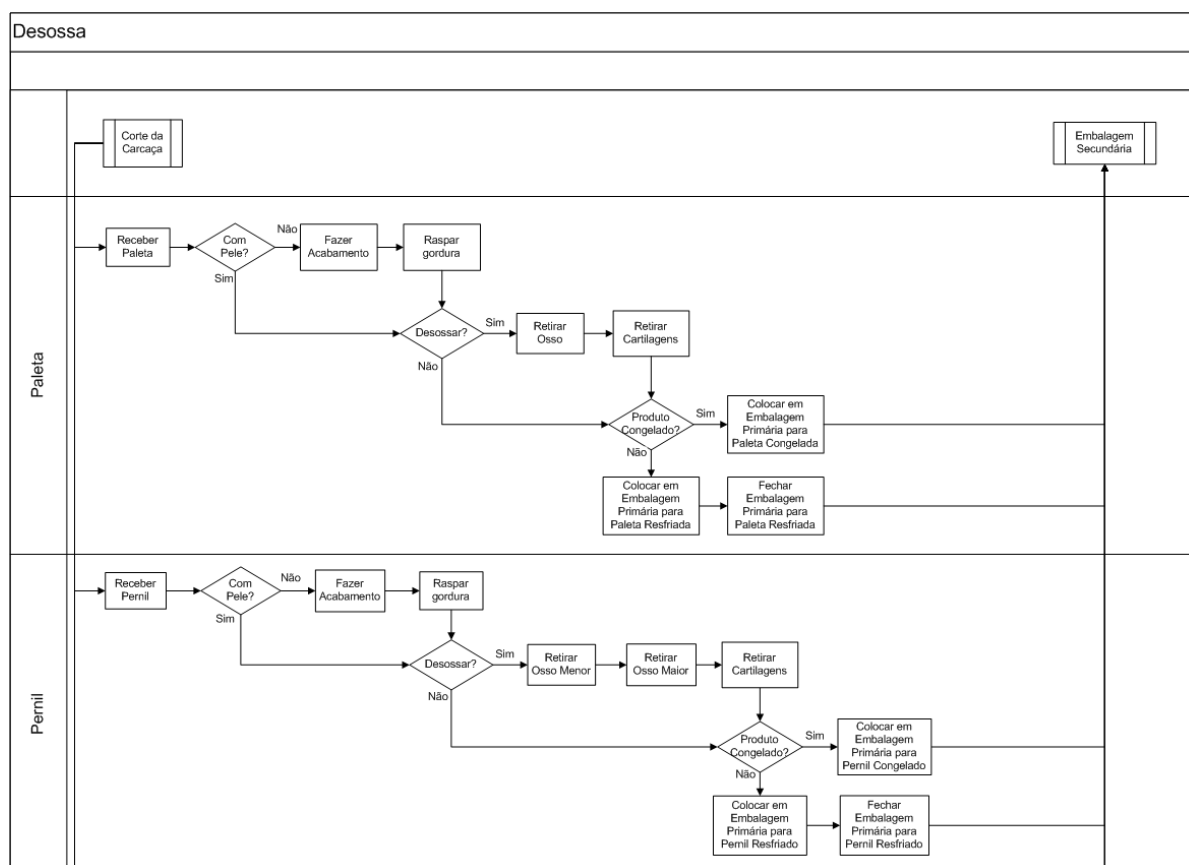 Desossa
Corte da
Carcaça
Embalagem
Secundária
Paleta
Receber
Paleta
Com
Pele?
Não
Sim
Fazer
Acabamento
Raspar
gordura
Desossar?
Sim
Não
Retirar
Osso
Retirar
Cartilagens
Produto
Congelado?
Sim
Não
Colocar em
Embalagem
Primária para
Paleta Congelada
Colocar em
Embalagem
Primária para
Paleta Resfriada
Fechar
Embalagem
Primária para
Paleta Resfriada
Pernil
Receber
Pernil
Com
Pele?
Não
Sim
Fazer
Acabamento
Raspar
gordura
Desossar?
Sim
Não
Retirar
Osso Menor
Retirar
Osso Maior
Retirar
Cartilagens
Produto
Congelado?
Sim
Não
Colocar em
Embalagem
Primária para
Pernil Congelado
Colocar em
Embalagem
Primária para
Pernil Resfriado
Fechar
Embalagem
Primária para
Pernil Resfriado